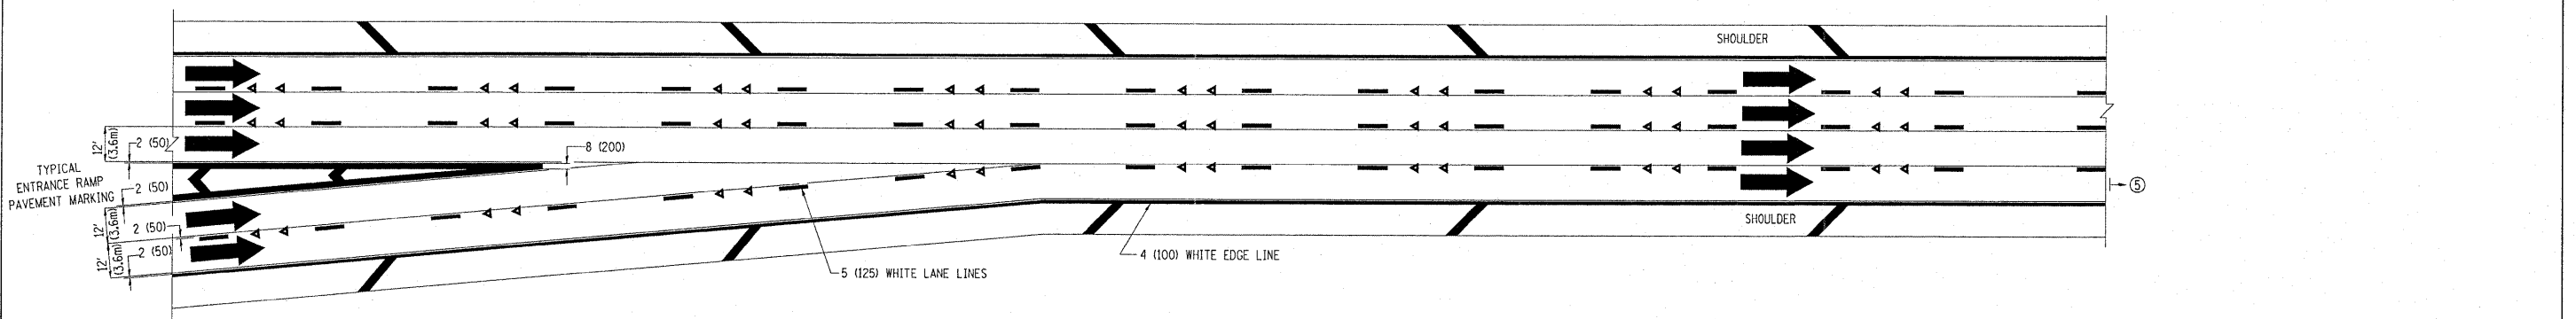 SHOULDER
12'
(3.6m)
2 (50)
8 (200)
TYPICAL
ENTRANCE RAMP
PAVEMENT MARKING
2 (50)
12'
(3.6m)
2 (50)
12'
(3.6m)
2 (50)
5
SHOULDER
4 (100) WHITE EDGE LINE
5 (125) WHITE LANE LINES